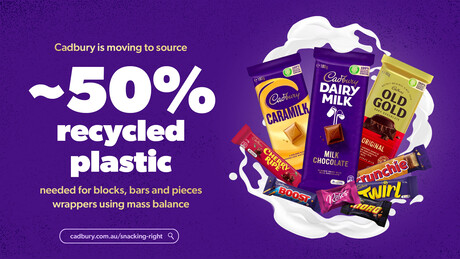 Cadbury is moving to source
~50%
recycled
plastic
needed for blocks, bars and pieces
wrappers using mass balance
cadbury.com.au/snacking-right
Cadbury
CARAMILK
Cadbury
DAIRY
MILK
MILK
CHOCOLATE
OLD
GOLD
ORIGINAL
CHERRY
RIPE
BOOST
Crunchie
Twirl
MORO